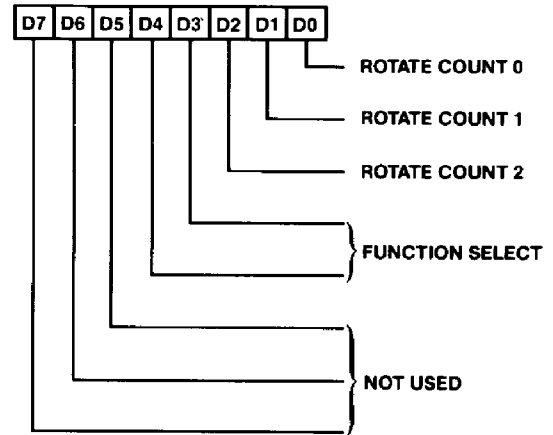 D7 D6 D5 D4 D3 D2 D1 D0
ROTATE COUNT 0
ROTATE COUNT 1
ROTATE COUNT 2
FUNCTION SELECT
NOT USED